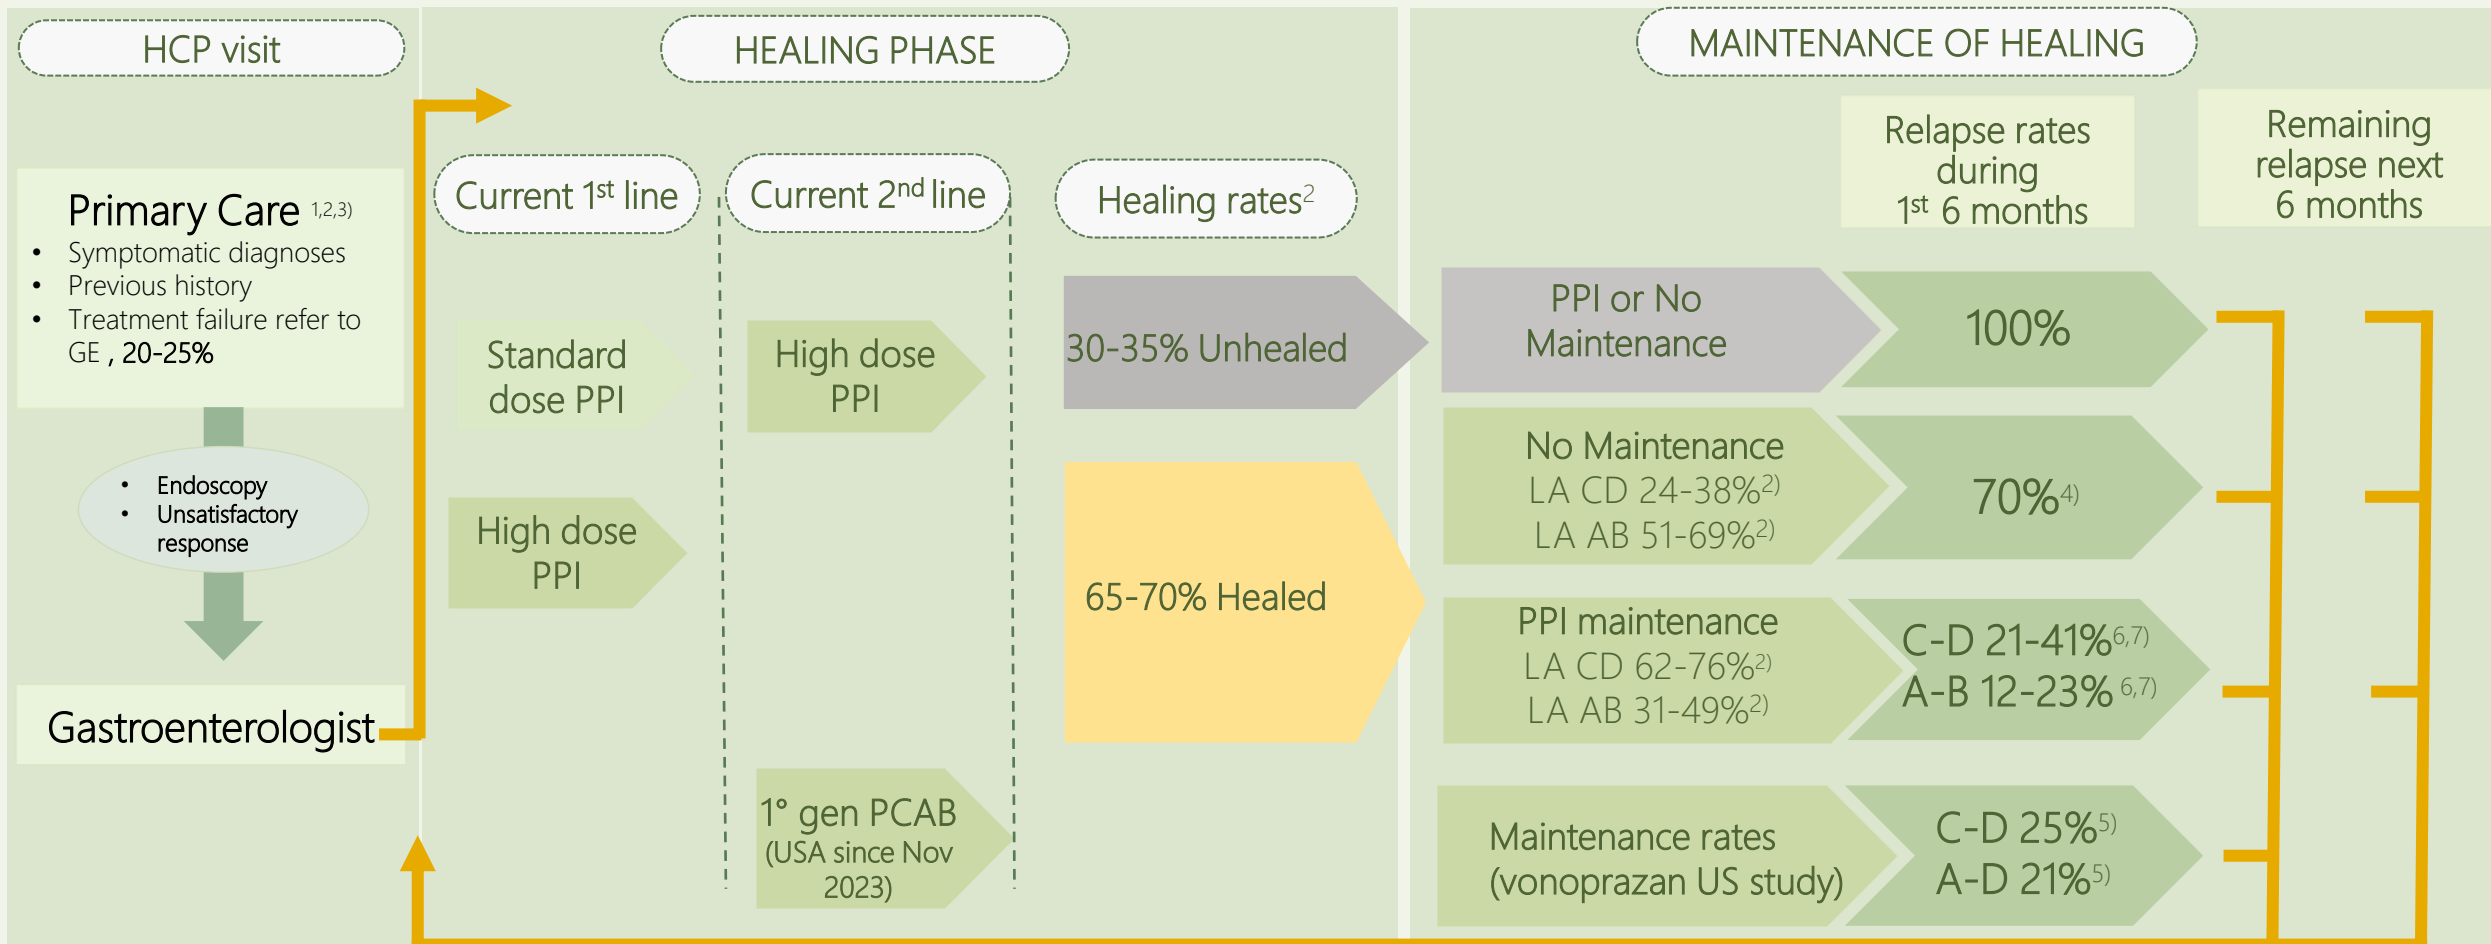 HCP visit
HEALING PHASE
MAINTENANCE OF HEALING
Primary Care 1,2,3)
• Symptomatic diagnoses
• Previous history
• Treatment failure refer to
GE , 20-25%
• Endoscopy
• Unsatisfactory
response
Gastroenterologist
Current 1st line
Standard
dose PPI
High dose
PPI
Current 2nd line
High dose
PPI
1° gen PCAB
(USA since Nov
2023)
Healing rates2
30-35% Unhealed
65-70% Healed
Relapse rates
during
1st 6 months
Remaining
relapse next
6 months
PPI or No
Maintenance
100%
No Maintenance
LA CD 24-38%2)
LA AB 51-69%2)
70%4)
PPI maintenance
LA CD 62-76%2)
LA AB 31-49%2)
C-D 21-41%6,7)
A-B 12-23% 6,7)
Maintenance rates
(vonoprazan US study)
C-D 25%5)
A-D 21%5)